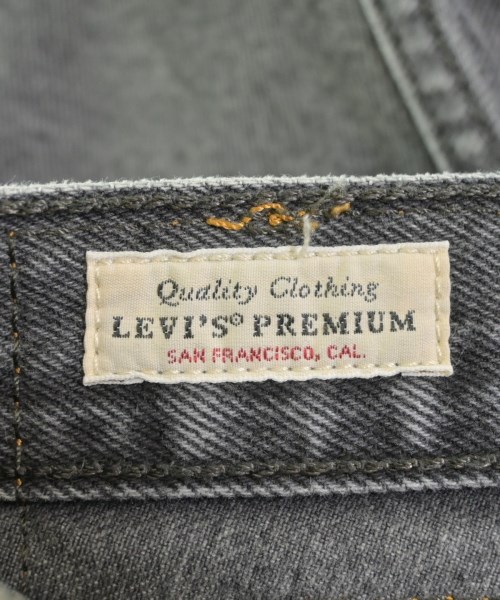 Quality Clothing
LEVI'S® PREMIUM
SAN FRANCISCO, CAL.